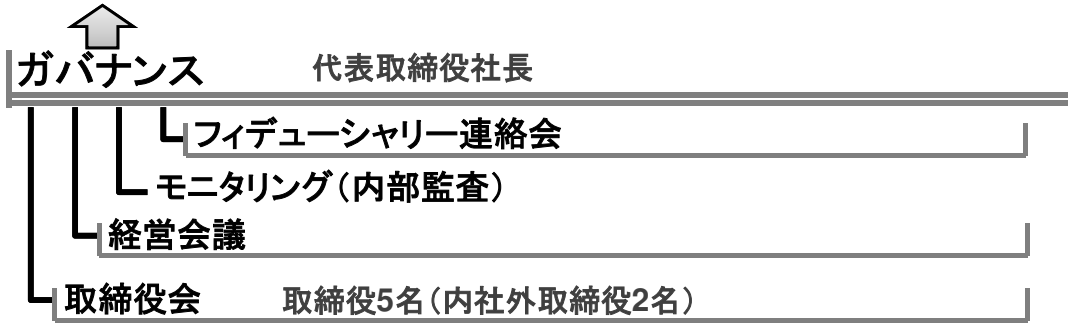 ガバナンス 代表取締役社長
フィデューシャリー連絡会
モニタリング（内部監査）
経営会議
取締役会 取締役5名（内社外取締役2名）